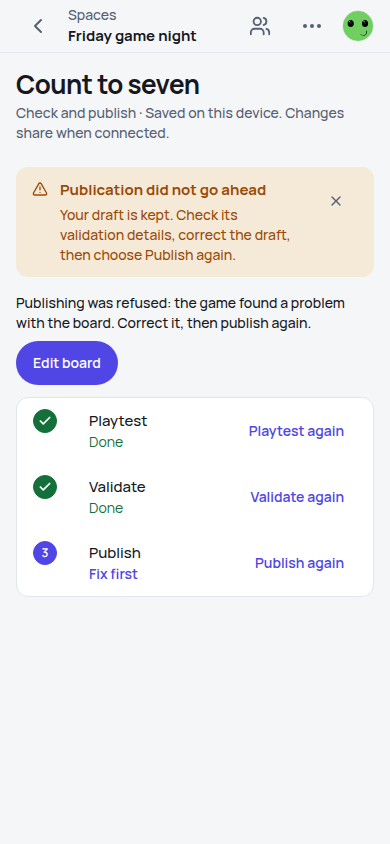 Spaces
Friday game night
Count to seven
Check and publish · Saved on this device. Changes
share when connected.
Publication did not go ahead
Your draft is kept. Check its
validation details, correct the draft,
then choose Publish again.
Publishing was refused: the game found a problem
with the board. Correct it, then publish again.
Edit board
Playtest
Done
Playtest again
Validate
Done
Validate again
3
Publish
Fix first
Publish again